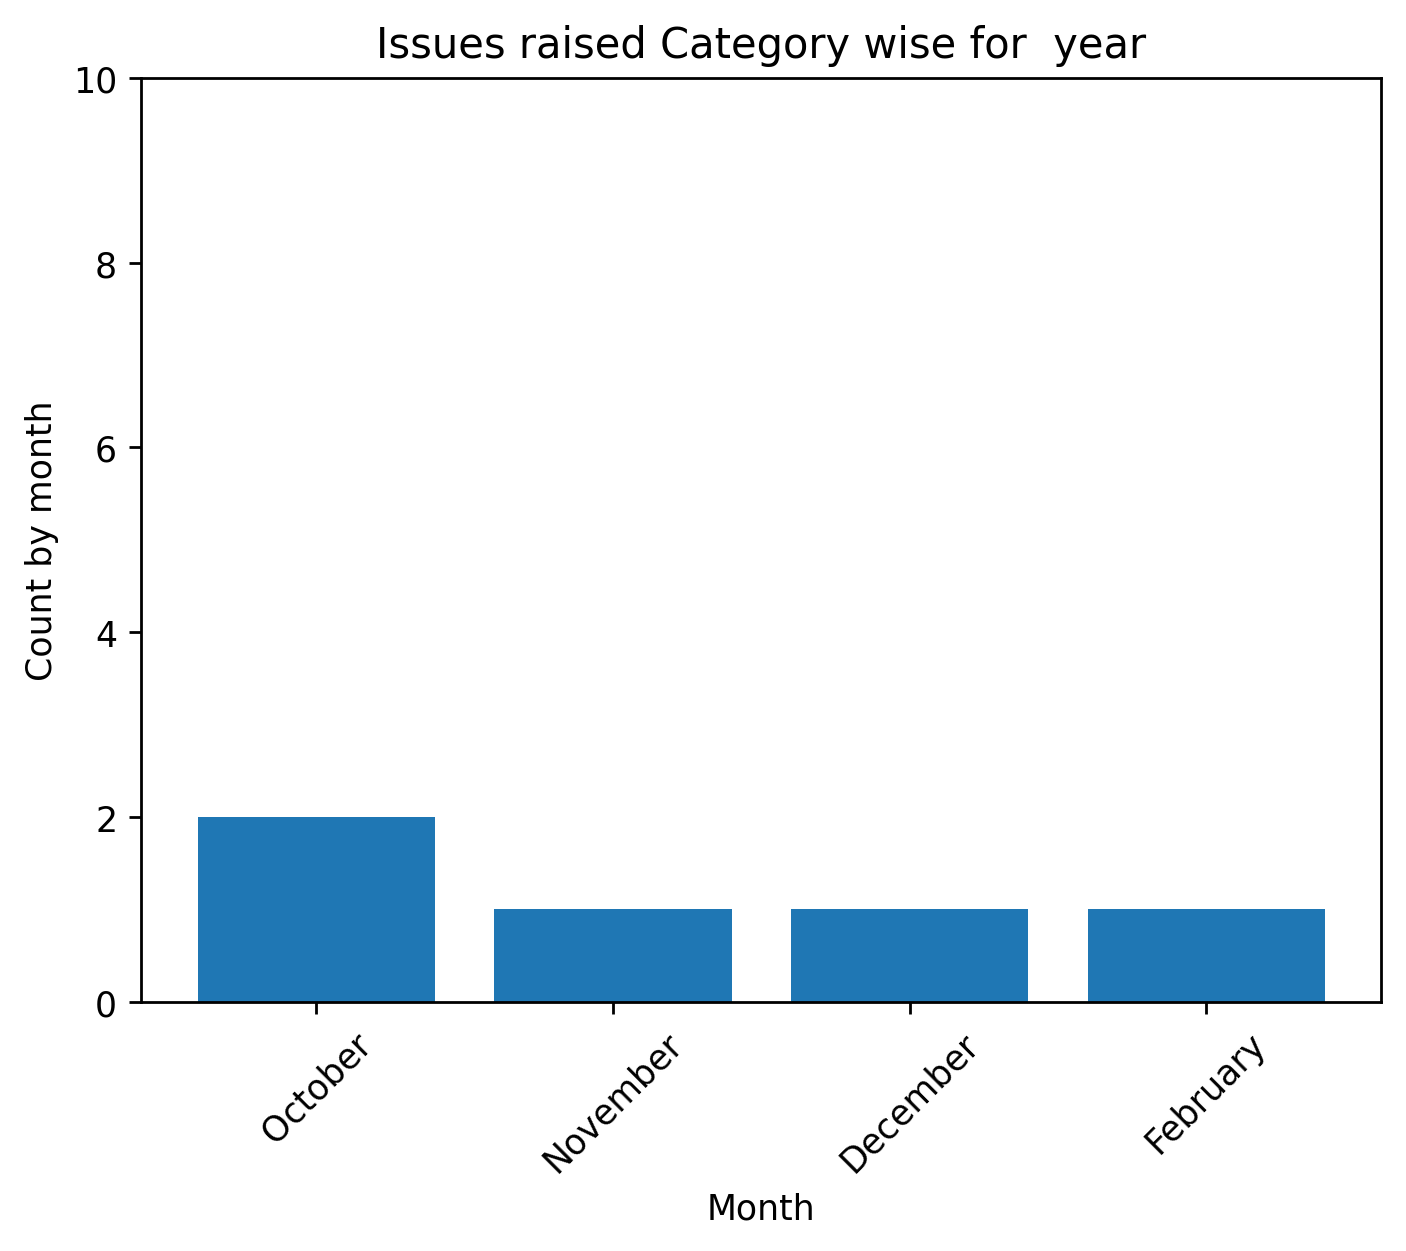 Issues raised Category wise for  year
10
8
6
4
2
0
Count by month
October
November
December
February
Month